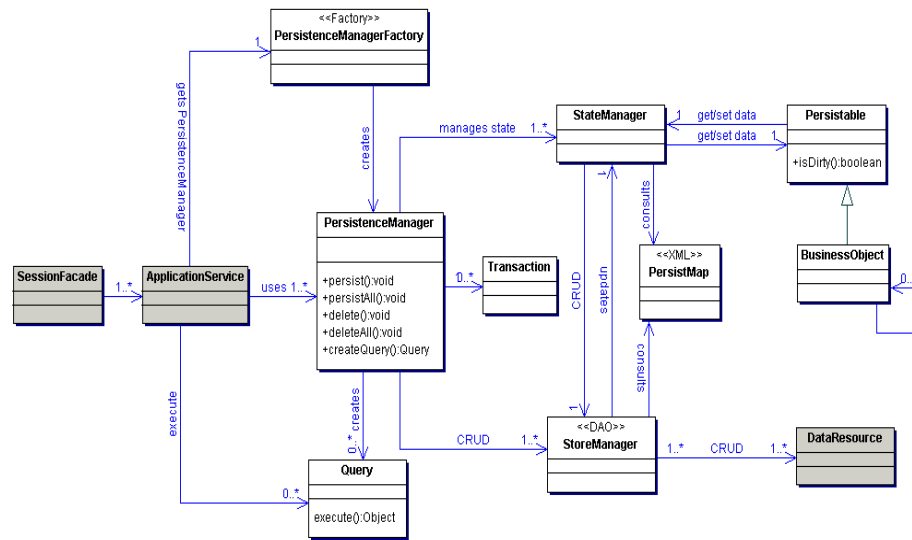 <<Factory>>
PersistenceManagerFactory
1
gets PersistenceManager
creates
StateManager
Persistable
+isDirty():boolean
1
get/set data
get/set data
1
manages state
1..*
PersistenceManager
+persist():void
+persistAll():void
+delete():void
+deleteAll():void
+createQuery():Query
SessionFacade
1..*
ApplicationService
uses 1..*
0..*
Transaction
consults
<<XML>>
PersistMap
BusinessObject
0..
CRUD
1
updates
1
consults
execute
0..*
creates
0..*
Query
execute():Object
CRUD
1..*
<<DAO>>
StoreManager
1..*
CRUD
1..*
DataResource